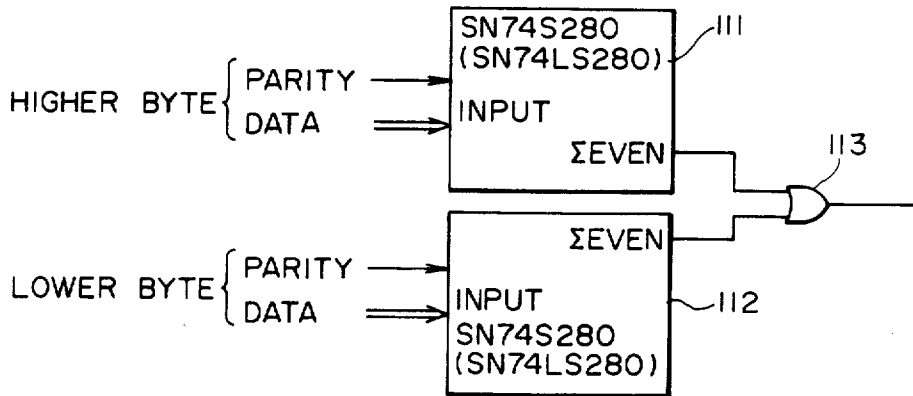 HIGHER BYTE
PARITY
DATA
SN74S280
(SN74LS280)
INPUT
ΣEVEN
111
113
LOWER BYTE
PARITY
DATA
ΣEVEN
INPUT
SN74S280
(SN74LS280)
112